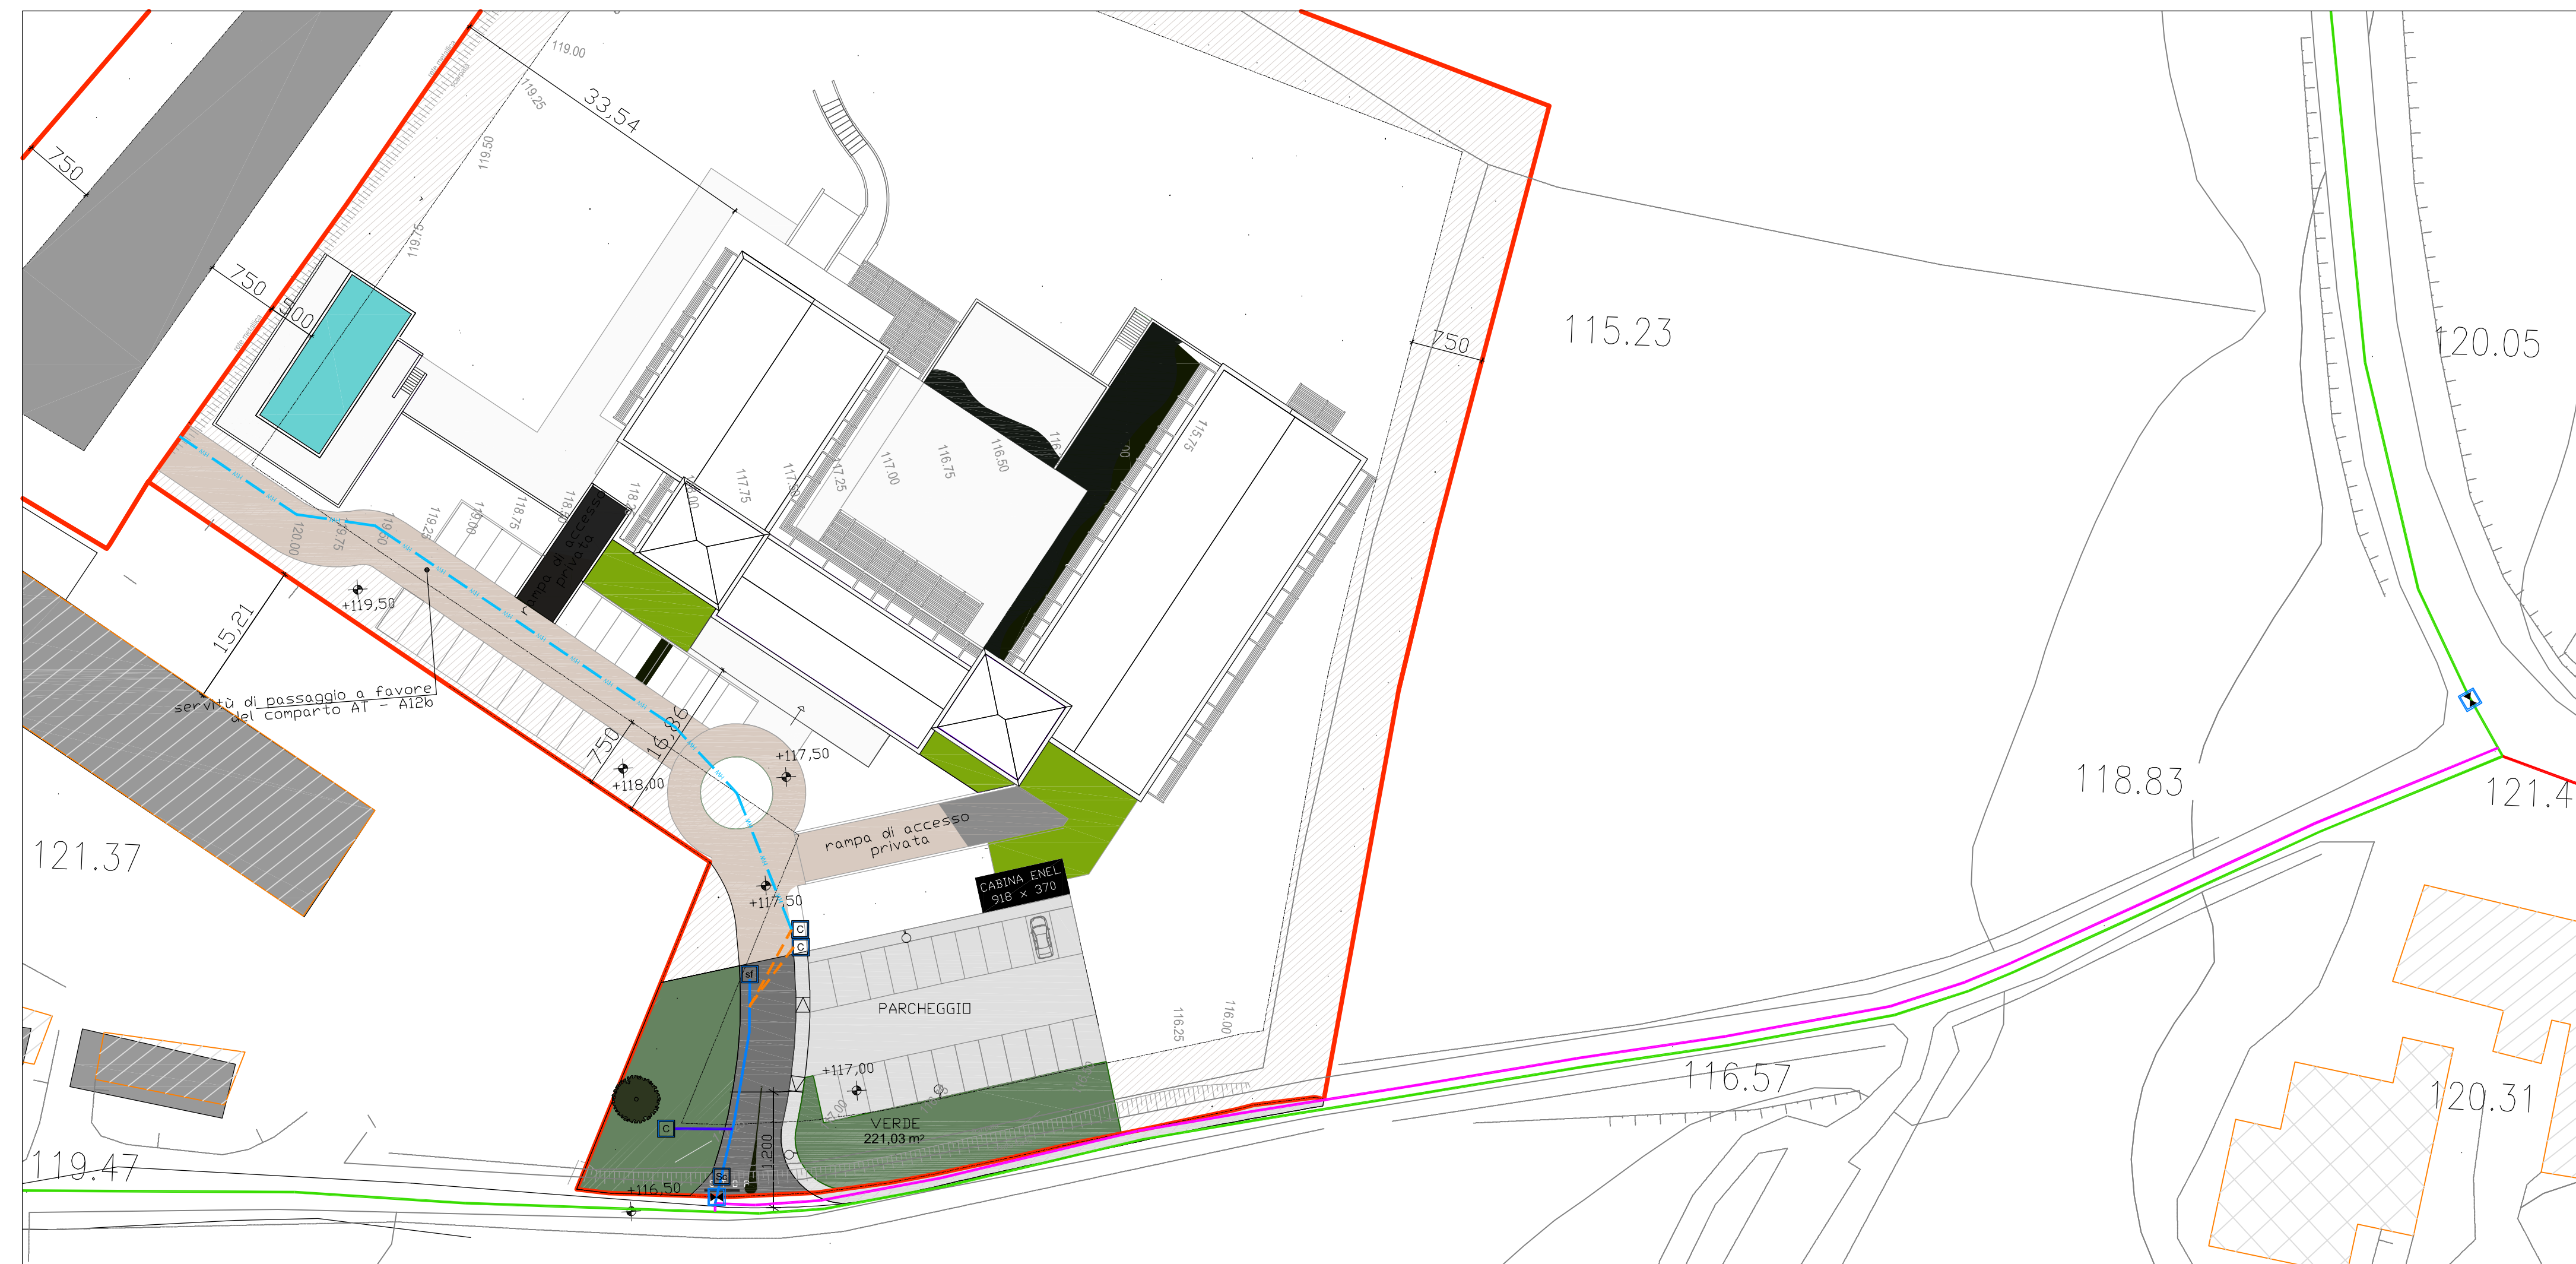 119.00
119.25
33,54
119.50
750
119.75
750
500
115.23
750
120.05
115.75
116.50
116.75
117.00
117.25
117.75
118.75
119.00
119.25
119.50
119.75
120.00
rampa di accesso
privata
+119,50
15,21
servitù di passaggio a favore
del comparto AT - A12b
750
16,86
+118,00
+117,50
118.83
121.4
121.37
rampa di accesso
privata
CABINA ENEL
918 x 370
+117,50
C
C
sf
PARCHEGGIO
116.25
116.00
+117,00
116.57
120.31
C
VERDE
221,03 m²
1.200
119.47
+116,50